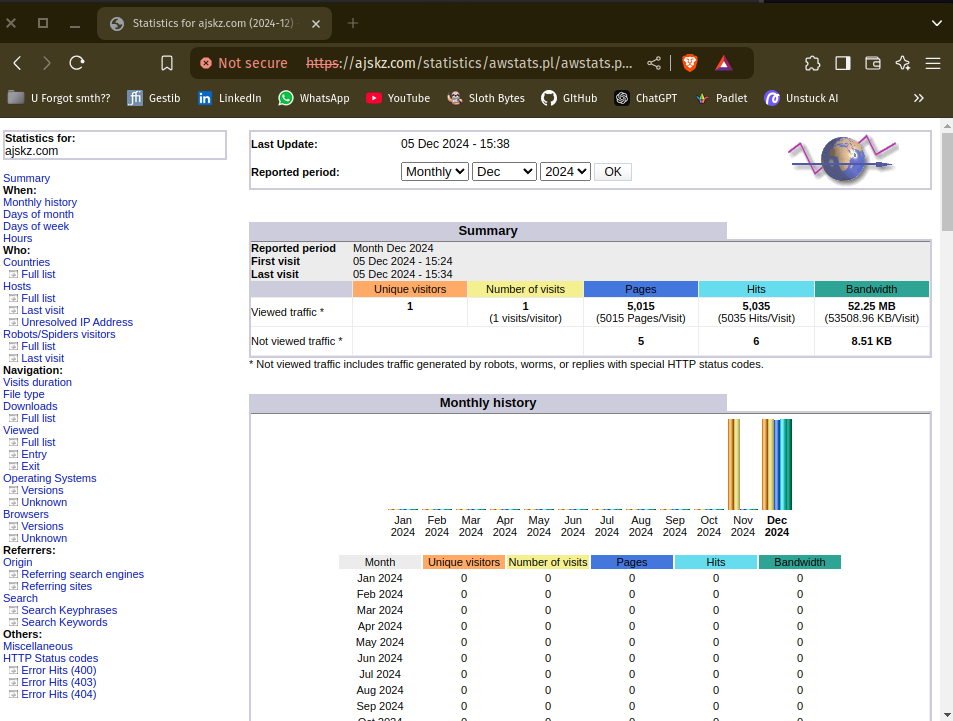 Statistics for ajskz.com (2024-12)
Not secure https://ajskz.com/statistics/awstats.pl/awstats.p...
U Forgot smth?? Gestib LinkedIn WhatsApp YouTube Sloth Bytes GItHub ChatGPT Padlet Unstuck AI
Statistics for:
ajskz.com
Summary
When:
Monthly history
Days of month
Days of week
Hours
Who:
Countries
Full list
Hosts
Full list
Last visit
Unresolved IP Address
Robots/Spiders visitors
Full list
Last visit
Navigation:
Visits duration
File type
Downloads
Full list
Viewed
Full list
Entry
Exit
Operating Systems
Versions
Unknown
Browsers
Versions
Unknown
Referrers:
Origin
Referring search engines
Referring sites
Search
Search Keyphrases
Search Keywords
Others:
Miscellaneous
HTTP Status codes
Error Hits (400)
Error Hits (403)
Error Hits (404)
Last Update: 05 Dec 2024 - 15:38
Reported period: Monthly Dec 2024 OK
Summary
Reported period Month Dec 2024
First visit 05 Dec 2024 - 15:24
Last visit 05 Dec 2024 - 15:34
Unique visitors Number of visits Pages Hits Bandwidth
Viewed traffic * 1 1 5,015 5,035 52.25 MB
(1 visits/visitor) (5015 Pages/Visit) (5035 Hits/Visit) (53508.96 KB/Visit)
Not viewed traffic * 5 6 8.51 KB
* Not viewed traffic includes traffic generated by robots, worms, or replies with special HTTP status codes.
Monthly history
Jan Feb Mar Apr May Jun Jul Aug Sep Oct Nov Dec
2024 2024 2024 2024 2024 2024 2024 2024 2024 2024 2024 2024
Month Unique visitors Number of visits Pages Hits Bandwidth
Jan 2024 0 0 0 0 0
Feb 2024 0 0 0 0 0
Mar 2024 0 0 0 0 0
Apr 2024 0 0 0 0 0
May 2024 0 0 0 0 0
Jun 2024 0 0 0 0 0
Jul 2024 0 0 0 0 0
Aug 2024 0 0 0 0 0
Sep 2024 0 0 0 0 0